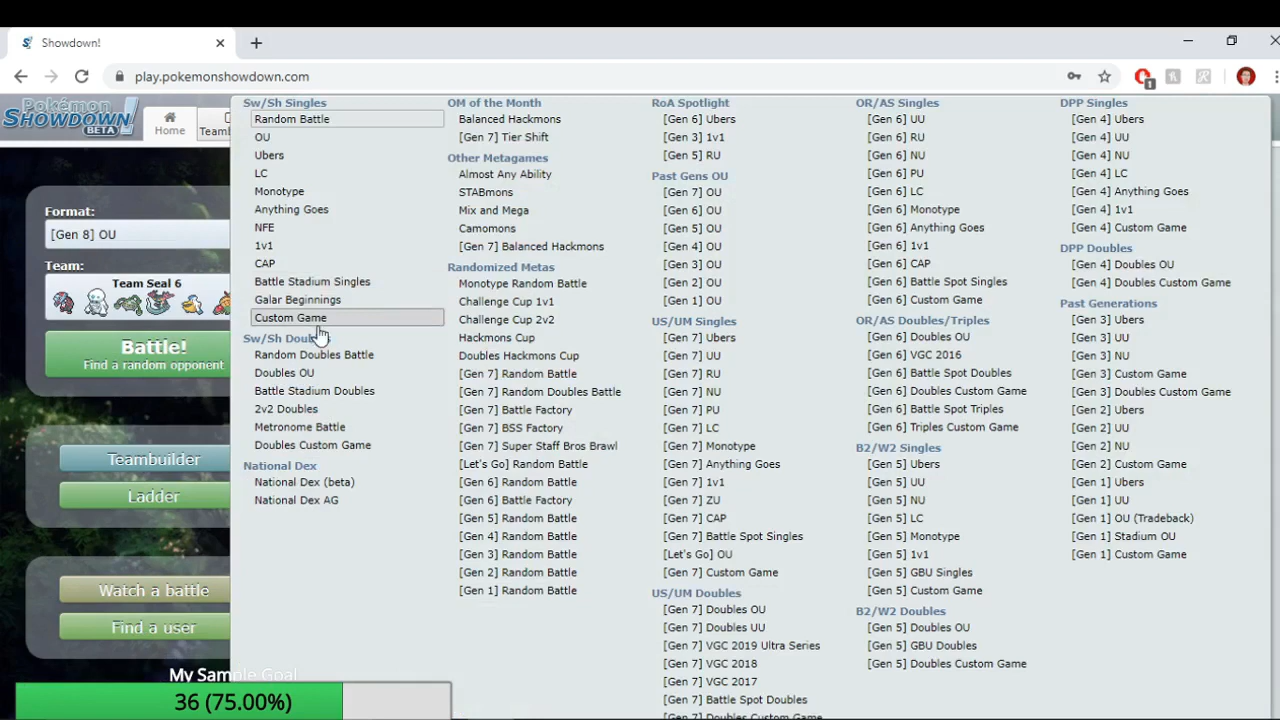 Showdown!
play.pokemonshowdown.com
1
Pokémon
SHOWDOWN
BETA
Home
Teamb
Format:
[Gen 8] OU
Team:
Team Seal 6
Battle!
Find a random opponent
Teambuilder
Ladder
Watch a battle
Find a user
Sw/Sh Singles
Random Battle
OU
Ubers
LC
Monotype
Anything Goes
NFE
1v1
CAP
Battle Stadium Singles
Galar Beginnings
Custom Game
Sw/Sh Doub
Random Doubles Battle
Doubles OU
Battle Stadium Doubles
2v2 Doubles
Metronome Battle
Doubles Custom Game
National Dex
National Dex (beta)
National Dex AG
OM of the Month
Balanced Hackmons
[Gen 7] Tier Shift
Other Metagames
Almost Any Ability
STABmons
Mix and Mega
Camomons
[Gen 7] Balanced Hackmons
Randomized Metas
Monotype Random Battle
Challenge Cup 1v1
Challenge Cup 2v2
Hackmons Cup
Doubles Hackmons Cup
[Gen 7] Random Battle
[Gen 7] Random Doubles Battle
[Gen 7] Battle Factory
[Gen 7] BSS Factory
[Gen 7] Super Staff Bros Brawl
[Let's Go] Random Battle
[Gen 6] Random Battle
[Gen 6] Battle Factory
[Gen 5] Random Battle
[Gen 4] Random Battle
[Gen 3] Random Battle
[Gen 2] Random Battle
[Gen 1] Random Battle
RoA Spotlight
[Gen 6] Ubers
[Gen 3] 1v1
[Gen 5] RU
Past Gens OU
[Gen 7] OU
[Gen 6] OU
[Gen 5] OU
[Gen 4] OU
[Gen 3] OU
[Gen 2] OU
[Gen 1] OU
US/UM Singles
[Gen 7] Ubers
[Gen 7] UU
[Gen 7] RU
[Gen 7] NU
[Gen 7] PU
[Gen 7] LC
[Gen 7] Monotype
[Gen 7] Anything Goes
[Gen 7] 1v1
[Gen 7] ZU
[Gen 7] CAP
[Gen 7] Battle Spot Singles
[Let's Go] OU
[Gen 7] Custom Game
US/UM Doubles
[Gen 7] Doubles OU
[Gen 7] Doubles UU
[Gen 7] VGC 2019 Ultra Series
[Gen 7] VGC 2018
[Gen 7] VGC 2017
[Gen 7] Battle Spot Doubles
[Gen 7] Doubles Custom Game
OR/AS Singles
[Gen 6] UU
[Gen 6] RU
[Gen 6] NU
[Gen 6] PU
[Gen 6] LC
[Gen 6] Monotype
[Gen 6] Anything Goes
[Gen 6] 1v1
[Gen 6] CAP
[Gen 6] Battle Spot Singles
[Gen 6] Custom Game
OR/AS Doubles/Triples
[Gen 6] Doubles OU
[Gen 6] VGC 2016
[Gen 6] Battle Spot Doubles
[Gen 6] Doubles Custom Game
[Gen 6] Battle Spot Triples
[Gen 6] Triples Custom Game
B2/W2 Singles
[Gen 5] Ubers
[Gen 5] UU
[Gen 5] NU
[Gen 5] LC
[Gen 5] Monotype
[Gen 5] 1v1
[Gen 5] GBU Singles
[Gen 5] Custom Game
B2/W2 Doubles
[Gen 5] Doubles OU
[Gen 5] GBU Doubles
[Gen 5] Doubles Custom Game
DPP Singles
[Gen 4] Ubers
[Gen 4] UU
[Gen 4] NU
[Gen 4] LC
[Gen 4] Anything Goes
[Gen 4] 1v1
[Gen 4] Custom Game
DPP Doubles
[Gen 4] Doubles OU
[Gen 4] Doubles Custom Game
Past Generations
[Gen 3] Ubers
[Gen 3] UU
[Gen 3] NU
[Gen 3] Custom Game
[Gen 3] Doubles Custom Game
[Gen 2] Ubers
[Gen 2] UU
[Gen 2] NU
[Gen 2] Custom Game
[Gen 1] Ubers
[Gen 1] UU
[Gen 1] OU (Tradeback)
[Gen 1] Stadium OU
[Gen 1] Custom Game
My Sample Goal
36 (75.00%)